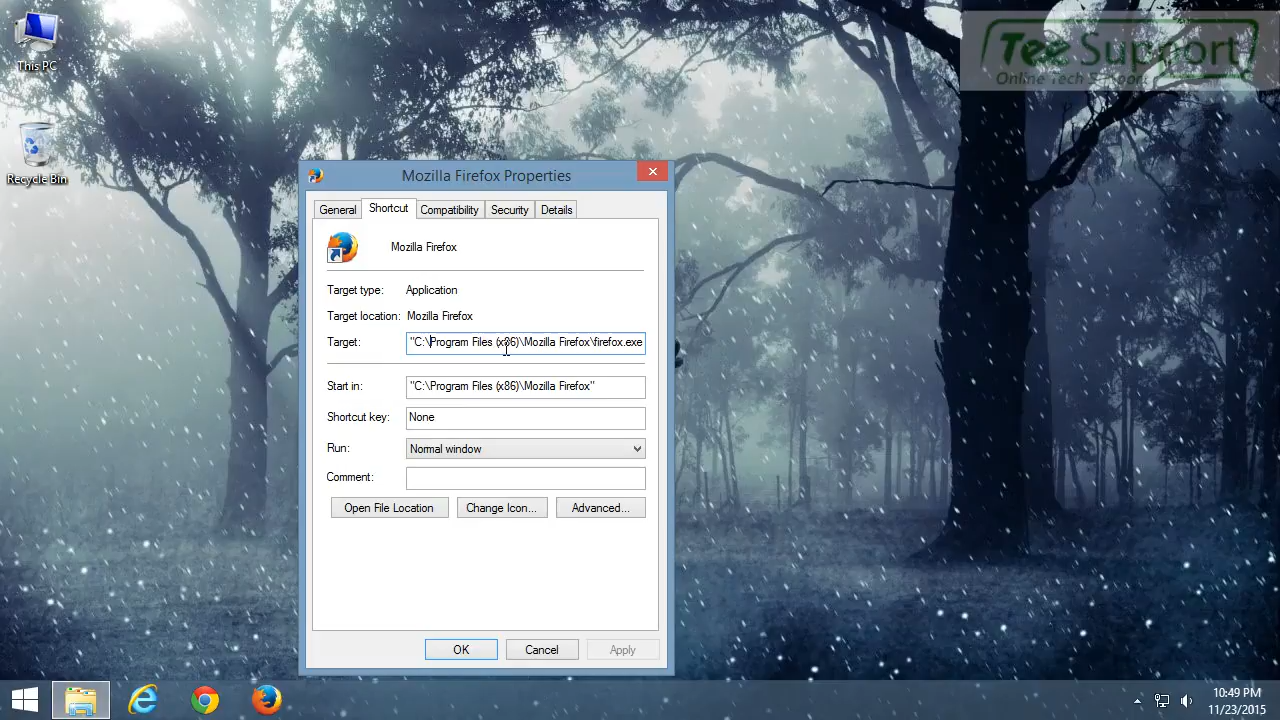 This PC
Recycle Bin
Tee Support
Online Tech Support
Mozilla Firefox Properties
General Shortcut Compatibility Security Details
Mozilla Firefox
Target type: Application
Target location: Mozilla Firefox
Target: "C:\Program Files (x86)\Mozilla Firefox\firefox.exe
Start in: "C:\Program Files (x86)\Mozilla Firefox"
Shortcut key: None
Run: Normal window
Comment:
Open File Location Change Icon... Advanced...
OK Cancel Apply
10:49 PM
11/23/2015